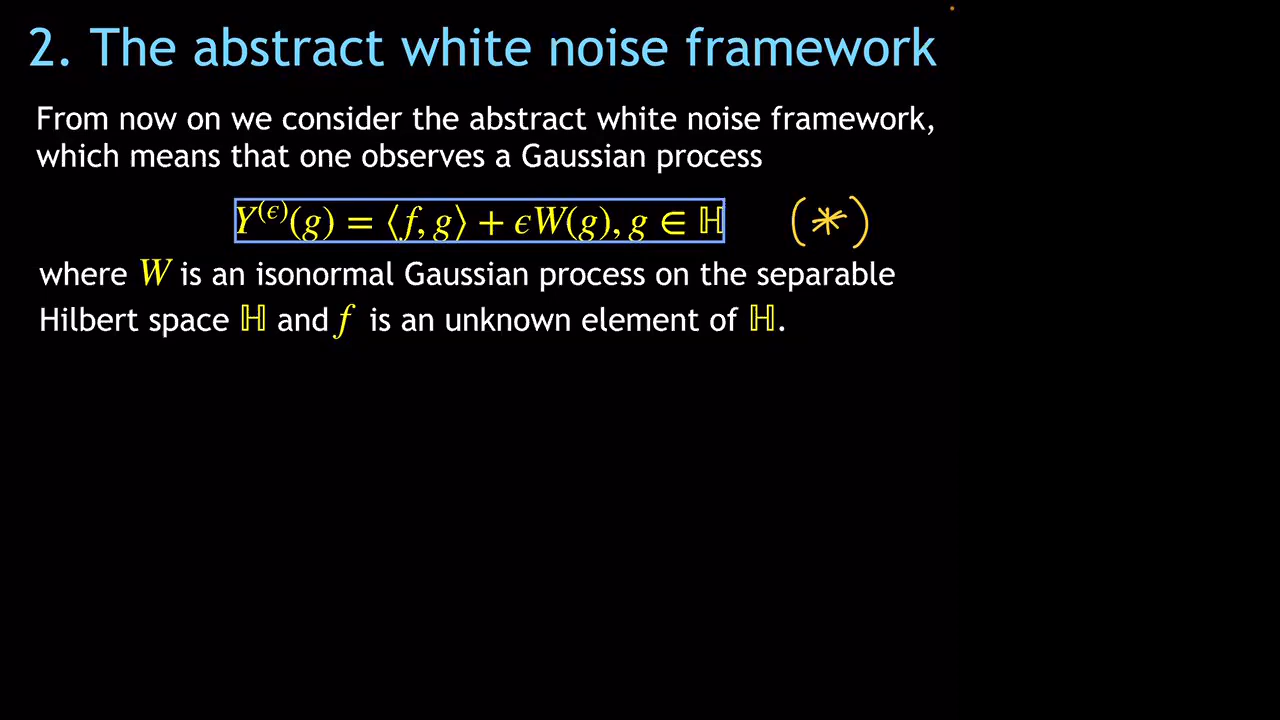 2. The abstract white noise framework
From now on we consider the abstract white noise framework,
which means that one observes a Gaussian process
Y^{(ϵ)}(g) = ⟨f, g⟩ + ϵW(g), g ∈ ℍ (*)
where W is an isonormal Gaussian process on the separable
Hilbert space ℍ and f is an unknown element of ℍ.